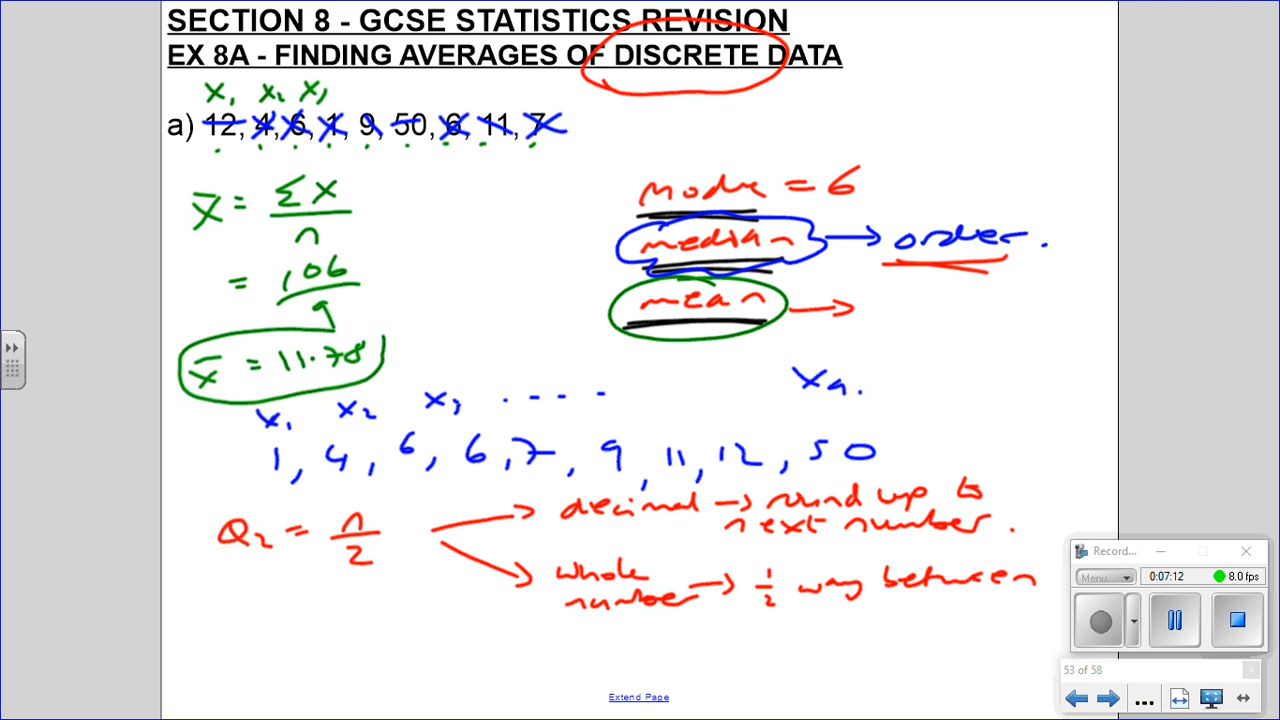 SECTION 8 - GCSE STATISTICS REVISION
EX 8A - FINDING AVERAGES OF DISCRETE DATA
x₁ x₂ x₃
a) 12, 4, 6, 1, 9, 50, 6, 11, 7
x̄ = Σx/n
= 106/9
x̄ = 11.78
mode = 6
median → order.
mean →
x₁ x₂ x₃ . - - - . x₉.
1, 4, 6, 6, 7, 9, 11, 12, 50
Q₂ = n/2
decimal → round up to
next number.
whole
number → ½ way between
Record...
Menu
0:07:12
8.0 fps
53 of 58
...
Extend Page